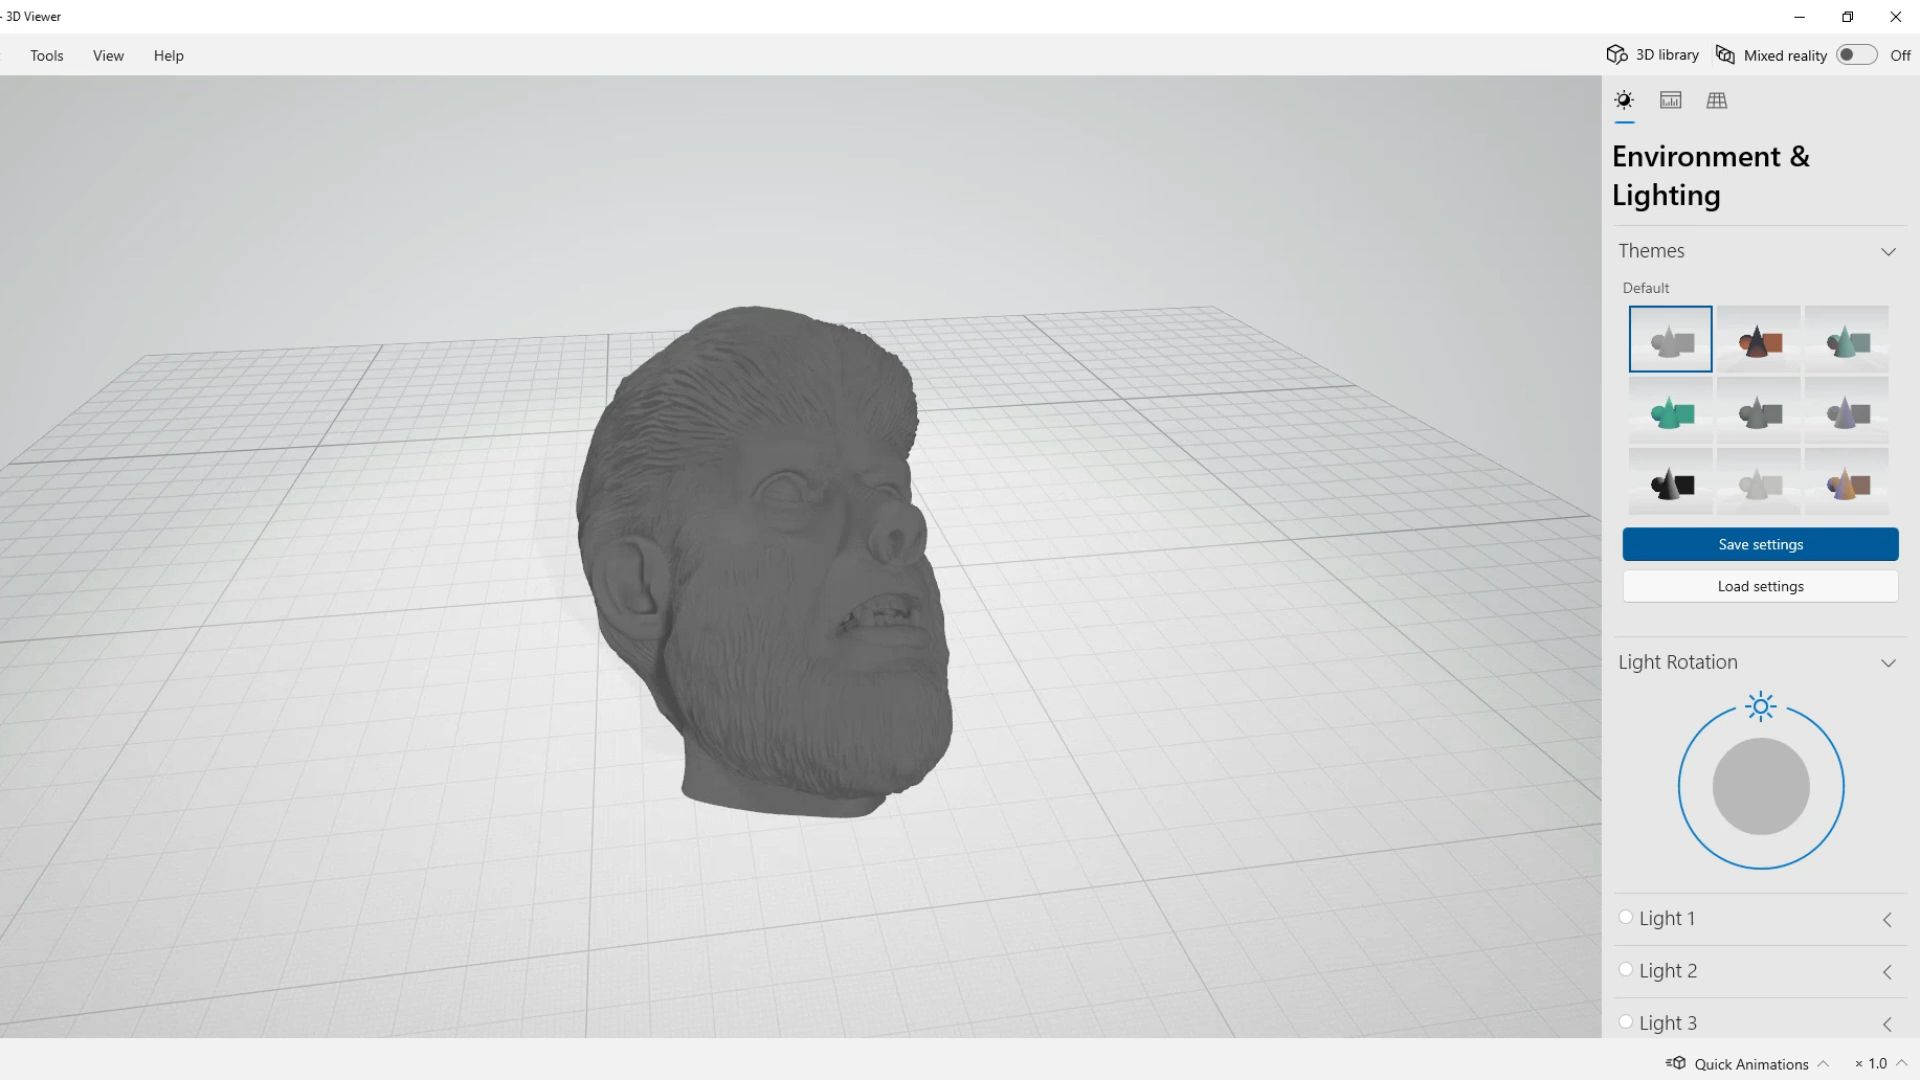 - 3D Viewer
Tools View Help
3D library Mixed reality Off
Environment &
Lighting
Themes
Default
Save settings
Load settings
Light Rotation
Light 1
Light 2
Light 3
Quick Animations × 1.0